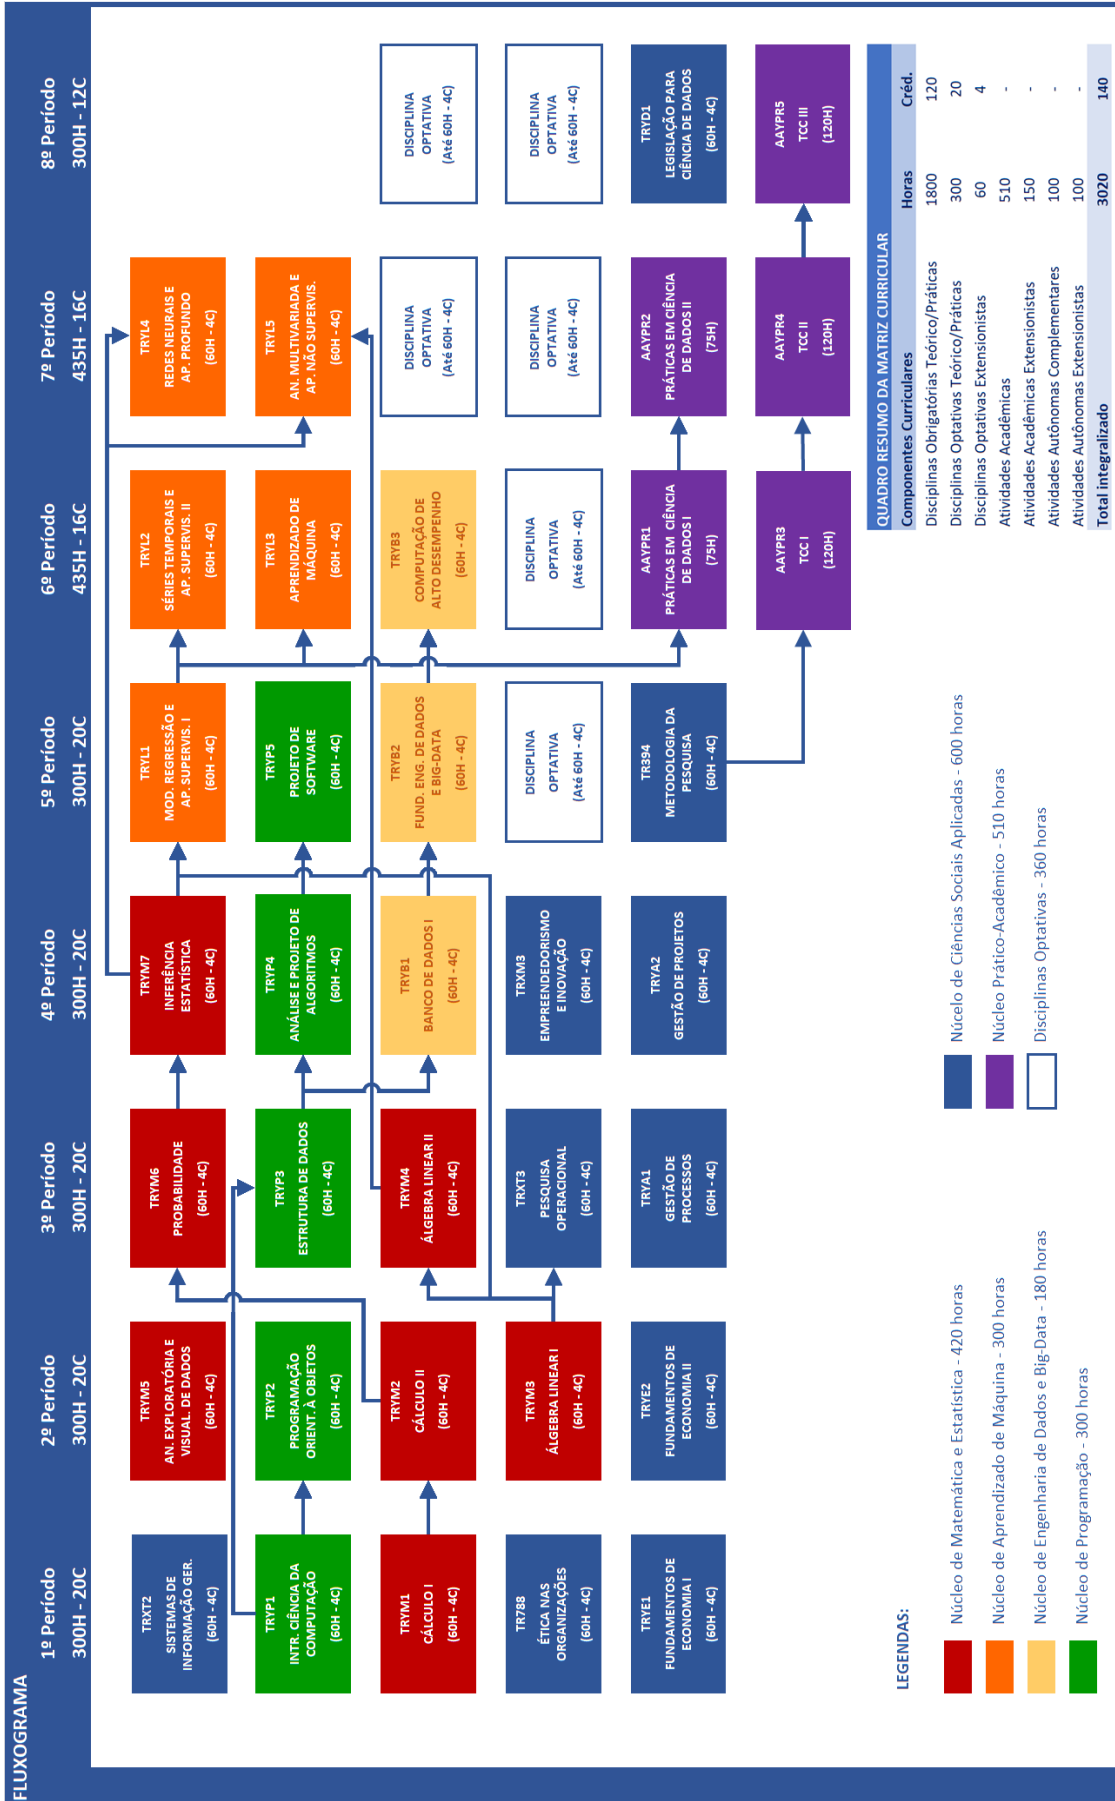 FLUXOGRAMA
1º Período
300H - 20C
2º Período
300H - 20C
3º Período
300H - 20C
4º Período
300H - 20C
5º Período
300H - 20C
6º Período
435H - 16C
7º Período
435H - 16C
8º Período
300H - 12C
TRXT2
SISTEMAS DE
INFORMAÇÃO GER.
(60H - 4C)
TRYM5
AN. EXPLORATÓRIA E
VISUAL. DE DADOS
(60H - 4C)
TRYM6
PROBABILIDADE
(60H - 4C)
TRYM7
INFERÊNCIA
ESTATÍSTICA
(60H - 4C)
TRYL1
MOD. REGRESSÃO E
AP. SUPERVIS. I
(60H - 4C)
TRYL2
SÉRIES TEMPORAIS E
AP. SUPERVIS. II
(60H - 4C)
TRYL4
REDES NEURAIS E
AP. PROFUNDO
(60H - 4C)
TRYP1
INTR. CIÊNCIA DA
COMPUTAÇÃO
(60H - 4C)
TRYP2
PROGRAMAÇÃO
ORIENT. À OBJETOS
(60H - 4C)
TRYP3
ESTRUTURA DE DADOS
(60H - 4C)
TRYP4
ANÁLISE E PROJETO DE
ALGORITMOS
(60H - 4C)
TRYP5
PROJETO DE
SOFTWARE
(60H - 4C)
TRYL3
APRENDIZADO DE
MÁQUINA
(60H - 4C)
TRYL5
AN. MULTIVARIADA E
AP. NÃO SUPERVIS.
(60H - 4C)
TRYM1
CÁLCULO I
(60H - 4C)
TRYM2
CÁLCULO II
(60H - 4C)
TRYM4
ÁLGEBRA LINEAR II
(60H - 4C)
TRYB1
BANCO DE DADOS I
(60H - 4C)
TRYB2
FUND. ENG. DE DADOS
E BIG-DATA
(60H - 4C)
TRYB3
COMPUTAÇÃO DE
ALTO DESEMPENHO
(60H - 4C)
DISCIPLINA
OPTATIVA
(Até 60H - 4C)
DISCIPLINA
OPTATIVA
(Até 60H - 4C)
TR788
ÉTICA NAS
ORGANIZAÇÕES
(60H - 4C)
TRYM3
ÁLGEBRA LINEAR I
(60H - 4C)
TRXT3
PESQUISA
OPERACIONAL
(60H - 4C)
TRXM3
EMPREENDEDORISMO
E INOVAÇÃO
(60H - 4C)
DISCIPLINA
OPTATIVA
(Até 60H - 4C)
DISCIPLINA
OPTATIVA
(Até 60H - 4C)
DISCIPLINA
OPTATIVA
(Até 60H - 4C)
DISCIPLINA
OPTATIVA
(Até 60H - 4C)
TRYE1
FUNDAMENTOS DE
ECONOMIA I
(60H - 4C)
TRYE2
FUNDAMENTOS DE
ECONOMIA II
(60H - 4C)
TRYA1
GESTÃO DE
PROCESSOS
(60H - 4C)
TRYA2
GESTÃO DE PROJETOS
(60H - 4C)
TR394
METODOLOGIA DA
PESQUISA
(60H - 4C)
AAYPR1
PRÁTICAS EM CIÊNCIA
DE DADOS I
(75H)
AAYPR2
PRÁTICAS EM CIÊNCIA
DE DADOS II
(75H)
TRYD1
LEGISLAÇÃO PARA
CIÊNCIA DE DADOS
(60H - 4C)
AAYPR3
TCC I
(120H)
AAYPR4
TCC II
(120H)
AAYPR5
TCC III
(120H)
LEGENDAS:
Núcleo de Matemática e Estatística - 420 horas
Núcleo de Aprendizado de Máquina - 300 horas
Núcleo de Engenharia de Dados e Big-Data - 180 horas
Núcleo de Programação - 300 horas
Núcelo de Ciências Sociais Aplicadas - 600 horas
Núcleo Prático-Acadêmico - 510 horas
Disciplinas Optativas - 360 horas
QUADRO RESUMO DA MATRIZ CURRICULAR
Componentes Curriculares Horas Créd.
Disciplinas Obrigatórias Teórico/Práticas 1800 120
Disciplinas Optativas Teórico/Práticas 300 20
Disciplinas Optativas Extensionistas 60 4
Atividades Acadêmicas 510 -
Atividades Acadêmicas Extensionistas 150 -
Atividades Autônomas Complementares 100 -
Atividades Autônomas Extensionistas 100 -
Total integralizado 3020 140